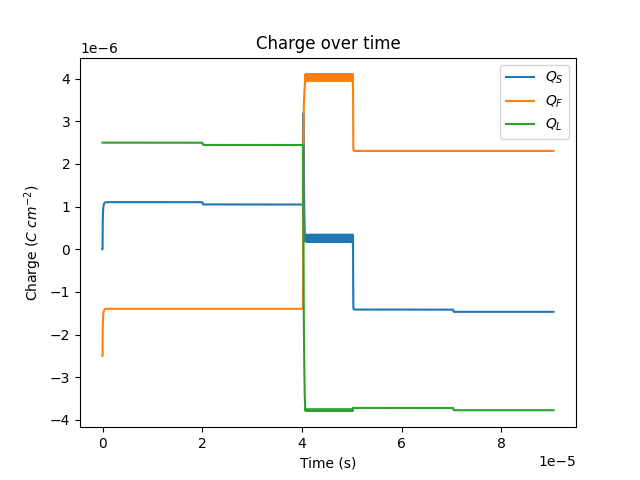 Charge over time
1e−6
Q_S
Q_F
Q_L
4
3
2
1
0
−1
−2
−3
−4
Charge (C cm⁻²)
0 2 4 6 8
Time (s)
1e−5